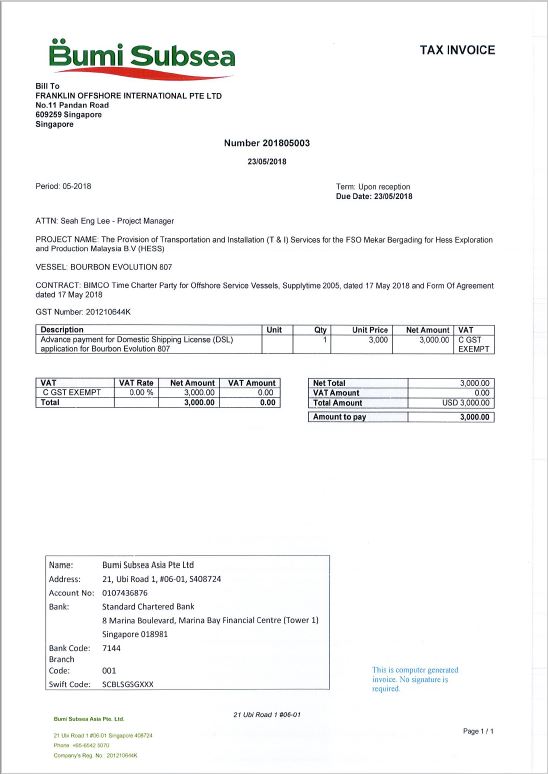 Bumi Subsea
TAX INVOICE
Bill To
FRANKLIN OFFSHORE INTERNATIONAL PTE LTD
No.11 Pandan Road
609259 Singapore
Singapore
Number 201805003
23/05/2018
Period: 05-2018
Term: Upon reception
Due Date: 23/05/2018
ATTN: Seah Eng Lee - Project Manager
PROJECT NAME: The Provision of Transportation and Installation (T & I) Services for the FSO Mekar Bergading for Hess Exploration
and Production Malaysia B.V (HESS)
VESSEL: BOURBON EVOLUTION 807
CONTRACT: BIMCO Time Charter Party for Offshore Service Vessels, Supplytime 2005, dated 17 May 2018 and Form Of Agreement
dated 17 May 2018
GST Number: 201210644K
Description Unit Qty Unit Price Net Amount VAT
Advance payment for Domestic Shipping License (DSL) 1 3,000 3,000.00 C GST
application for Bourbon Evolution 807 EXEMPT
VAT VAT Rate Net Amount VAT Amount
C GST EXEMPT 0.00 % 3,000.00 0.00
Total 3,000.00 0.00
Net Total 3,000.00
VAT Amount 0.00
Total Amount USD 3,000.00
Amount to pay 3,000.00
Name: Bumi Subsea Asia Pte Ltd
Address: 21, Ubi Road 1, #06-01, S408724
Account No: 0107436876
Bank: Standard Chartered Bank
8 Marina Boulevard, Marina Bay Financial Centre (Tower 1)
Singapore 018981
Bank Code: 7144
Branch
Code: 001
Swift Code: SCBLSGSGXXX
This is computer generated
invoice. No signature is
required.
Bumi Subsea Asia Pte. Ltd.
21 Ubi Road 1 #06-01
21 Ubi Road 1 #06-01 Singapore 408724
Phone +65-6542 5070
Company's Reg. No. 201210644K
Page 1 / 1